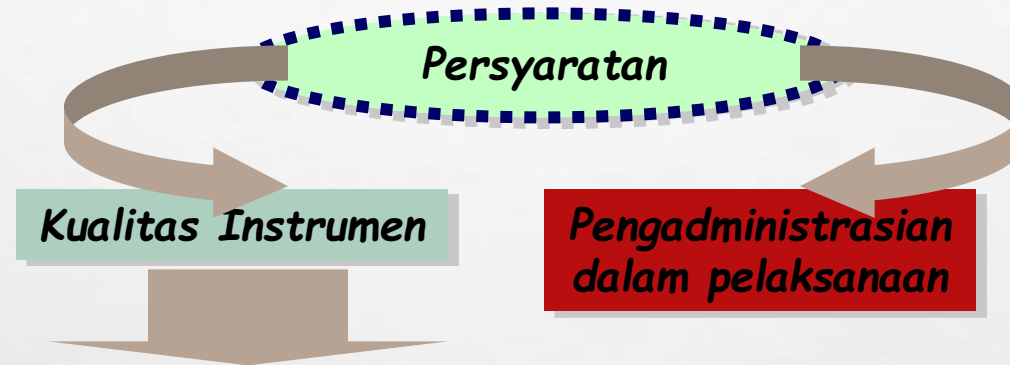 Persyaratan
Kualitas Instrumen
Pengadministrasian
dalam pelaksanaan